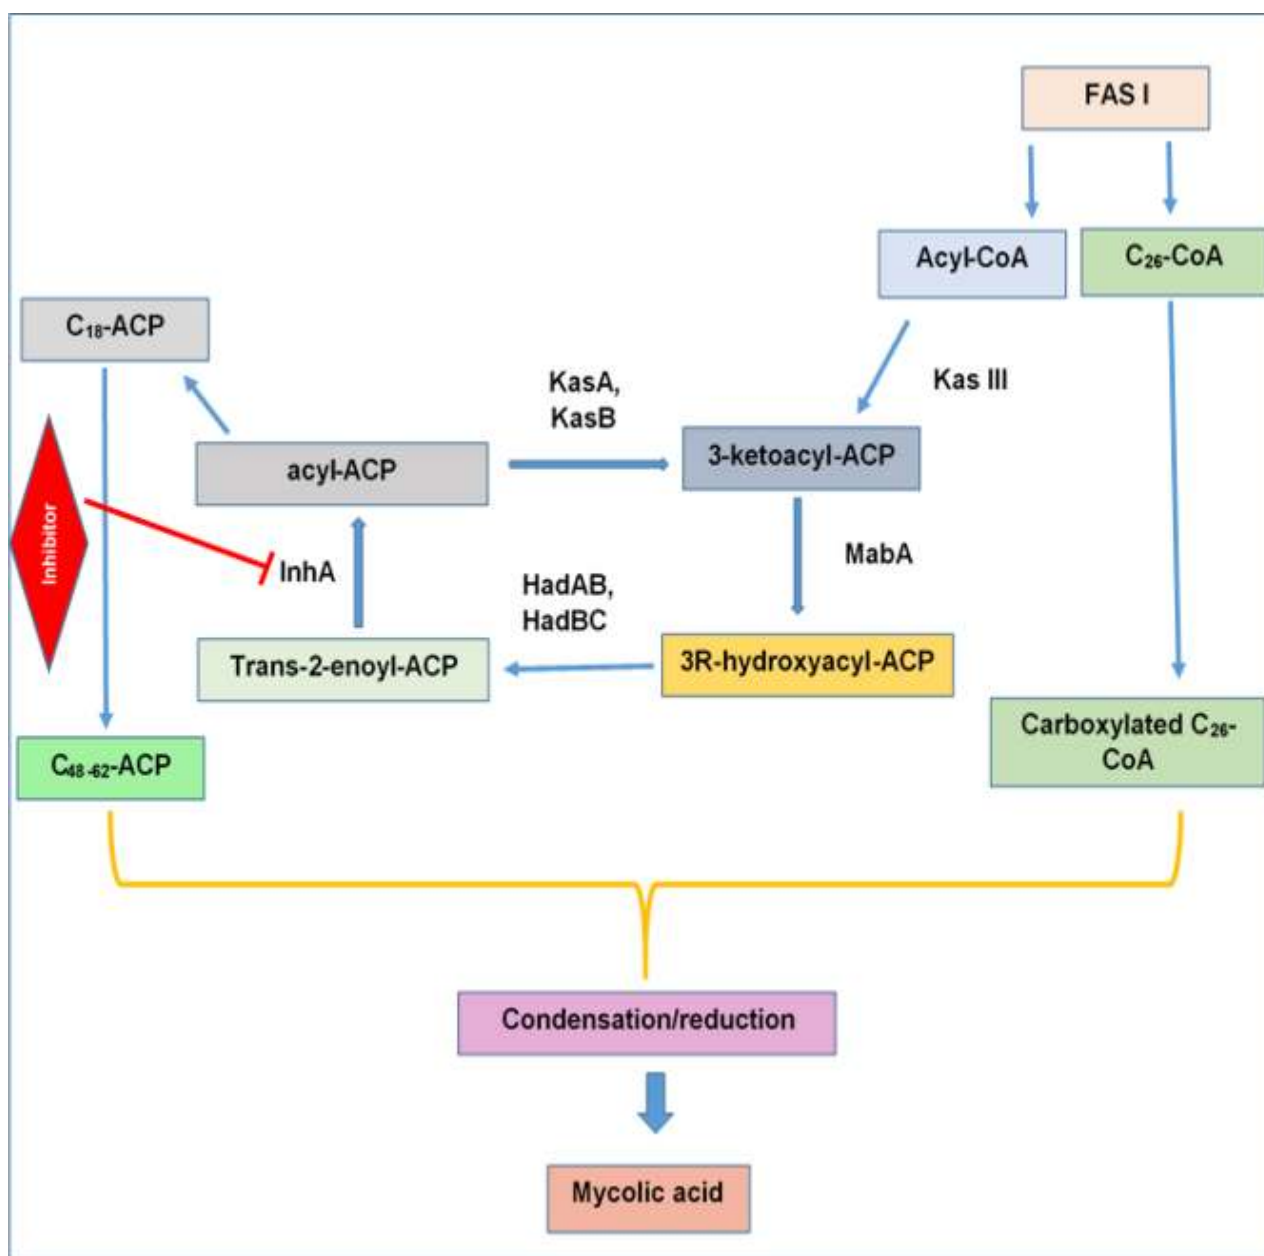 FAS I
Acyl-CoA
C₂₆-CoA
C₁₈-ACP
KasA,
KasB
Kas III
acyl-ACP
3-ketoacyl-ACP
Inhibitor
InhA
MabA
HadAB,
HadBC
Trans-2-enoyl-ACP
3R-hydroxyacyl-ACP
Carboxylated C₂₆-
CoA
C₄₈-₆₂-ACP
Condensation/reduction
Mycolic acid